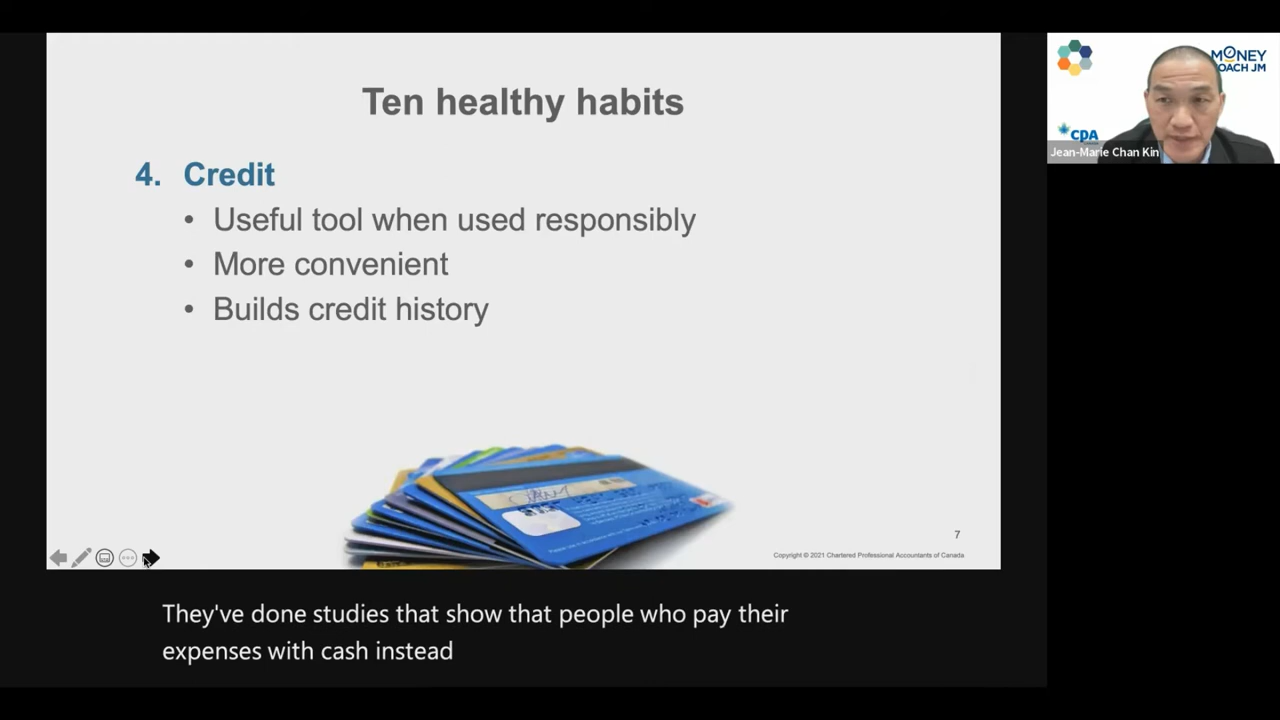 Ten healthy habits
4. Credit
• Useful tool when used responsibly
• More convenient
• Builds credit history
7
Copyright © 2021 Chartered Professional Accountants of Canada
They've done studies that show that people who pay their
expenses with cash instead
MONEY
OACH JM
CPA
Jean-Marie Chan Kin